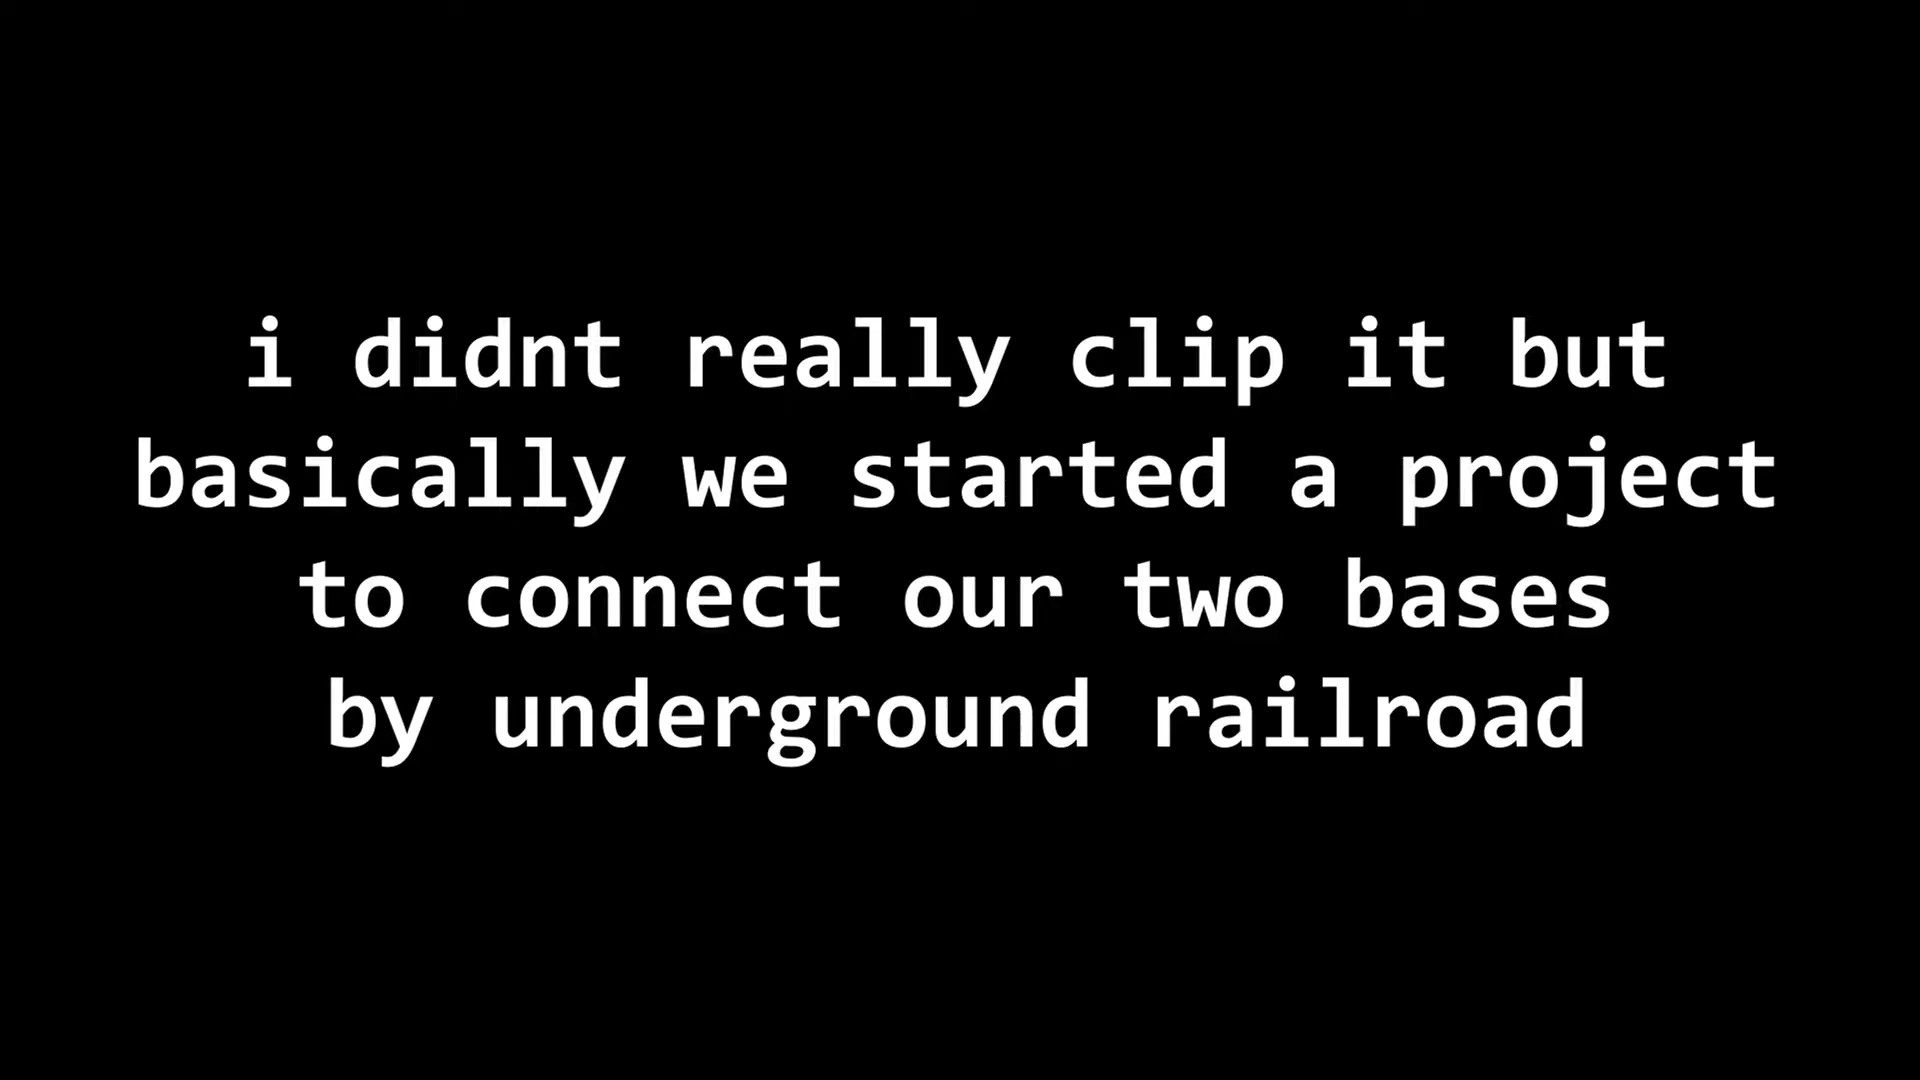 i didnt really clip it but
basically we started a project
to connect our two bases
by underground railroad